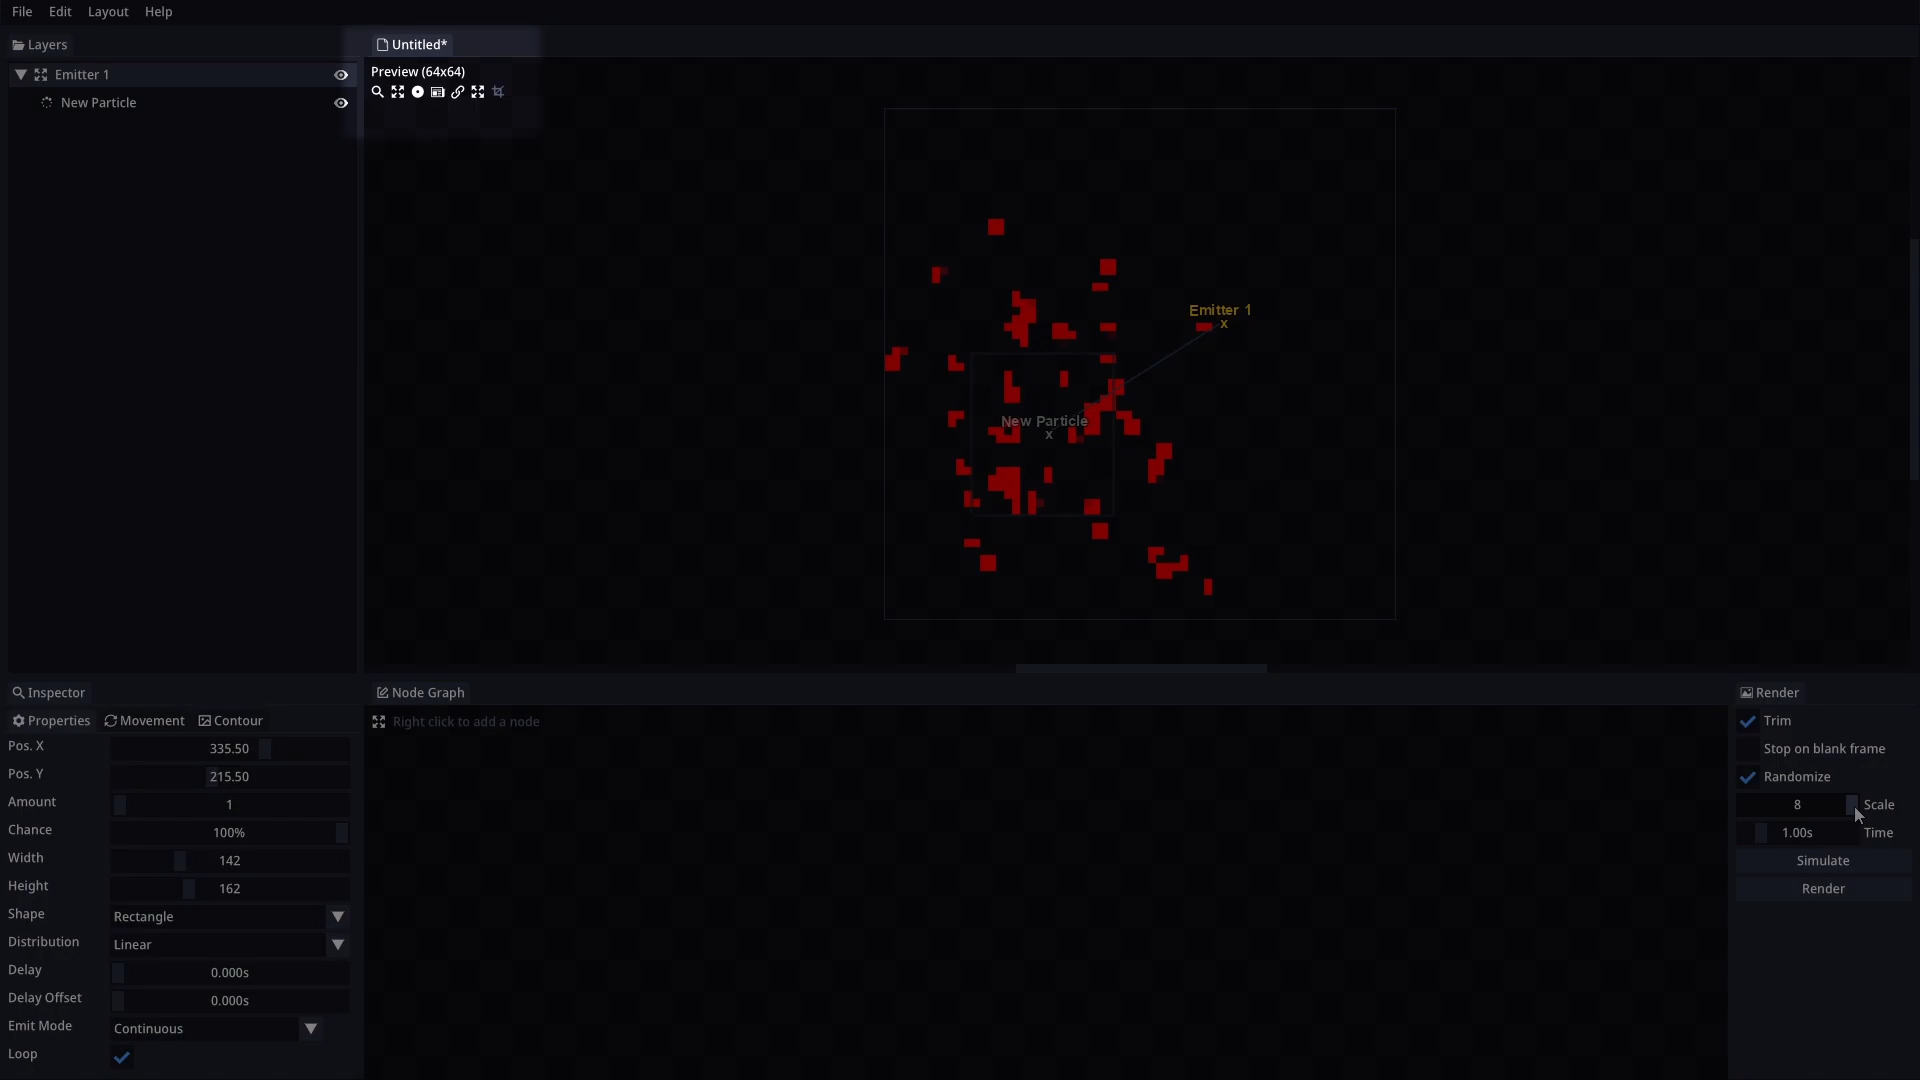 File Edit Layout Help
Layers
Untitled*
Emitter 1
New Particle
Preview (64x64)
Emitter 1
x
New Particle
x
Inspector
Properties Movement Contour
Pos. X 335.50
Pos. Y 215.50
Amount 1
Chance 100%
Width 142
Height 162
Shape Rectangle
Distribution Linear
Delay 0.000s
Delay Offset 0.000s
Emit Mode Continuous
Loop
Node Graph
Right click to add a node
Render
Trim
Stop on blank frame
Randomize
8 Scale
1.00s Time
Simulate
Render